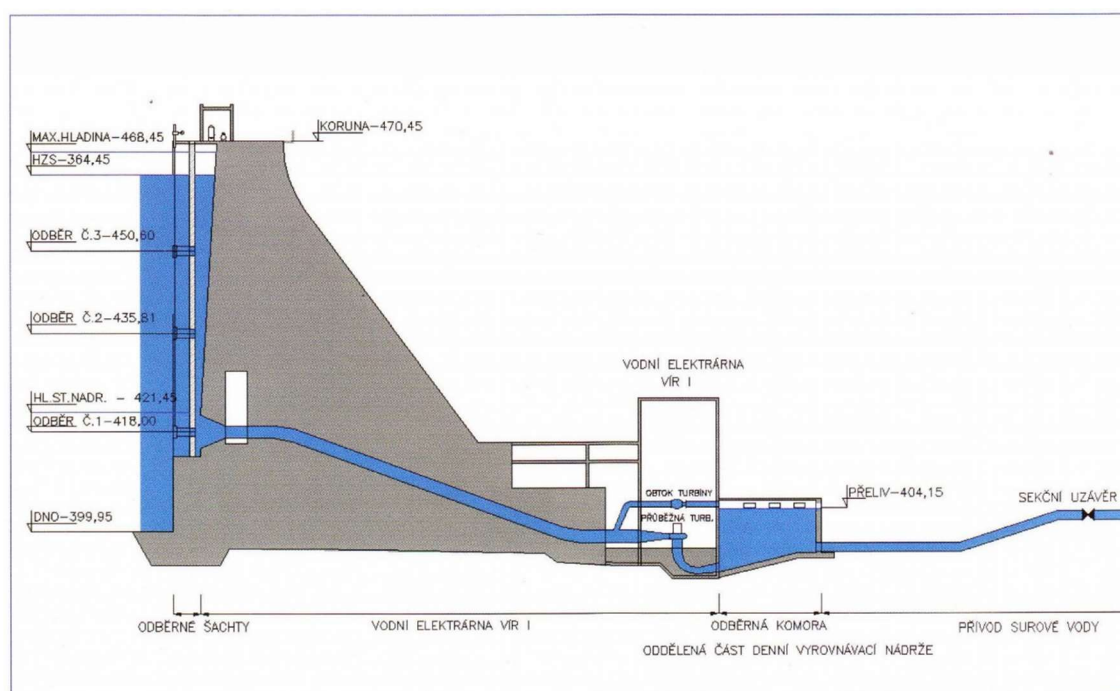 KORUNA-470,45
MAX.HLADINA-468,45
HZS-364,45
ODBĚR Č.3-450,60
ODBĚR Č.2-435,81
VODNÍ ELEKTRÁRNA
VÍR I
HL.ST.NADR. - 421,45
ODBĚR Č.1-418,00
OBTOK TURBÍNY
PŘELIV-404,15
SEKČNÍ UZÁVĚR
PRŮBĚŽNÁ TURB.
DNO-399,95
ODBĚRNÉ ŠACHTY
VODNÍ ELEKTRÁRNA VÍR I
ODBĚRNÁ KOMORA
PŘÍVOD SUROVÉ VODY
ODDĚLENÁ ČÁST DENNÍ VYROVNÁVACÍ NÁDRŽE